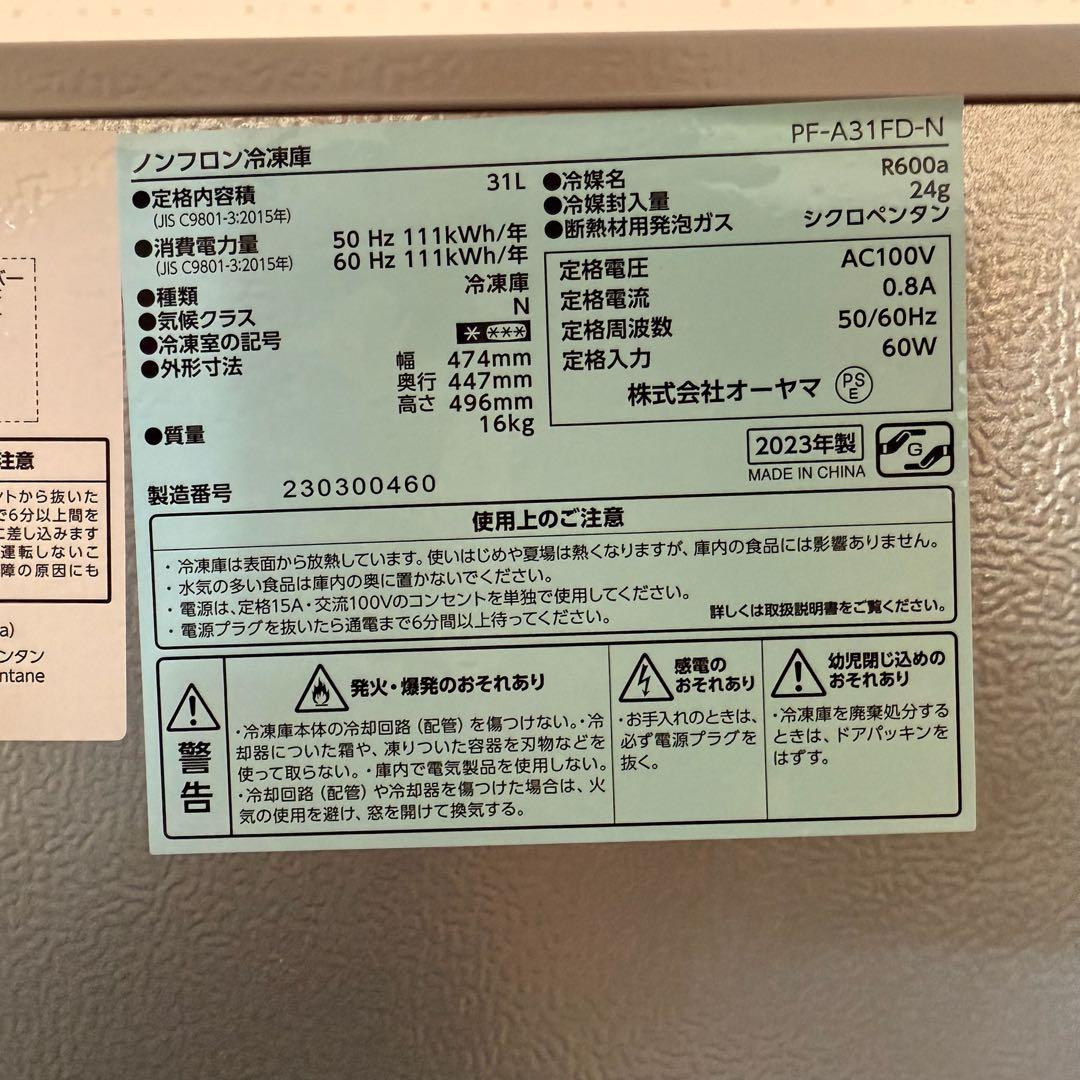 PF-A31FD-N
ノンフロン冷凍庫
●定格内容積 31L
(JIS C9801-3:2015年)
●消費電力量 50 Hz 111kWh/年
(JIS C9801-3:2015年) 60 Hz 111kWh/年
●種類 冷凍庫
●気候クラス N
●冷凍室の記号
●外形寸法 幅 474mm
奥行 447mm
高さ 496mm
●質量 16kg
製造番号 230300460
●冷媒名 R600a
●冷媒封入量 24g
●断熱材用発泡ガス シクロペンタン
定格電圧 AC100V
定格電流 0.8A
定格周波数 50/60Hz
定格入力 60W
株式会社オーヤマ PSE
2023年製
MADE IN CHINA
G
使用上のご注意
・冷凍庫は表面から放熱しています。使いはじめや夏場は熱くなりますが、庫内の食品には影響ありません。
・水気の多い食品は庫内の奥に置かないでください。
・電源は、定格15A・交流100Vのコンセントを単独で使用してください。
・電源プラグを抜いたら通電まで6分間以上待ってください。
詳しくは取扱説明書をご覧ください。
警告
発火・爆発のおそれあり
・冷凍庫本体の冷却回路（配管）を傷つけない。・冷
却器についた霜や、凍りついた容器を刃物などを
使って取らない。・庫内で電気製品を使用しない。
・冷却回路（配管）や冷却器を傷つけた場合は、火
気の使用を避け、窓を開けて換気する。
感電の
おそれあり
・お手入れのときは、
必ず電源プラグを
抜く。
幼児閉じ込めの
おそれあり
・冷凍庫を廃棄処分する
ときは、ドアパッキンを
はずす。
バー
注意
ントから抜いた
で6分以上間を
に差し込みます
運転しないこ
障の原因にも
a)
ンタン
ntane